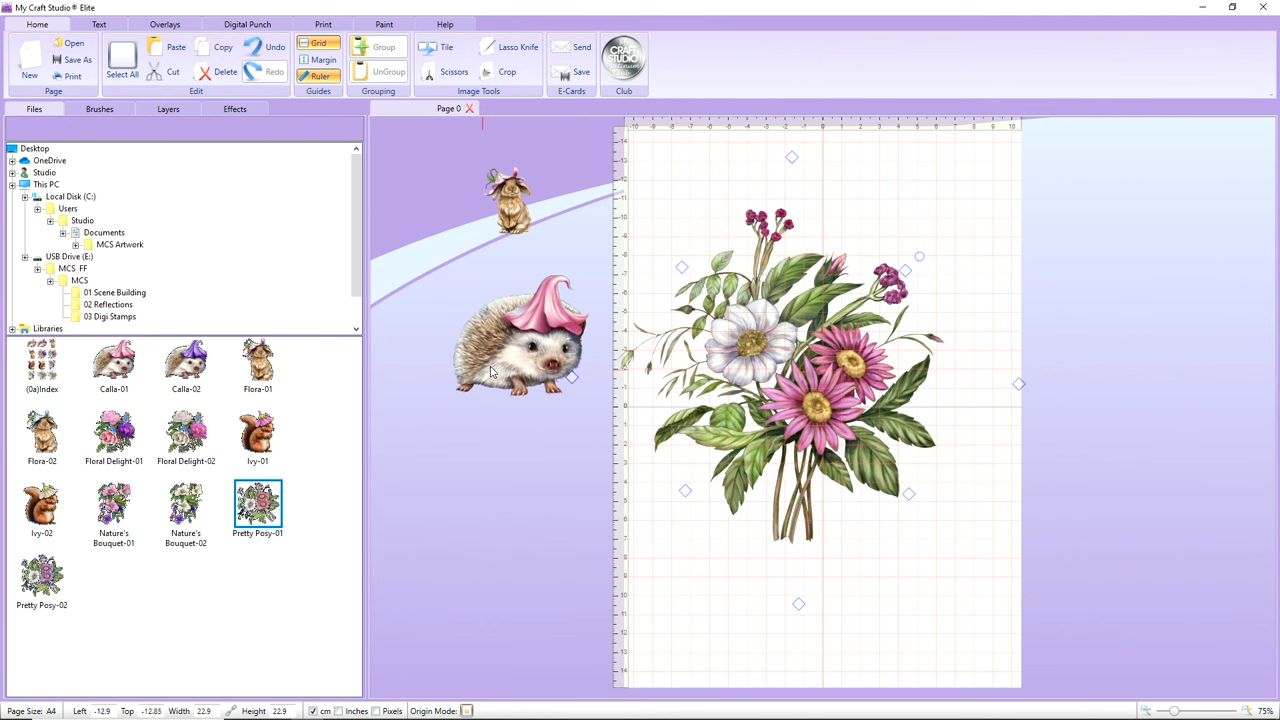 My Craft Studio® Elite
Home Text Overlays Digital Punch Print Paint Help
New Open Save As Print Select All Paste Copy Undo Cut Delete Redo Grid Margin Ruler Group UnGroup Tile Lasso Knife Scissors Crop Send Save MY CRAFT STUDIO
Page Edit Guides Grouping Image Tools E-Cards Club
Files Brushes Layers Effects Page 0
Desktop
OneDrive
Studio
This PC
Local Disk (C:)
Users
Studio
Documents
MCS Artwork
USB Drive (E:)
MCS FF
MCS
01 Scene Building
02 Reflections
03 Digi Stamps
Libraries
(0a)Index Calla-01 Calla-02 Flora-01
Flora-02 Floral Delight-01 Floral Delight-02 Ivy-01
Ivy-02 Nature's Bouquet-01 Nature's Bouquet-02 Pretty Posy-01
Pretty Posy-02
Page Size: A4 Left -12.9 Top -12.85 Width 22.9 Height 22.9 cm Inches Pixels Origin Mode: 75%